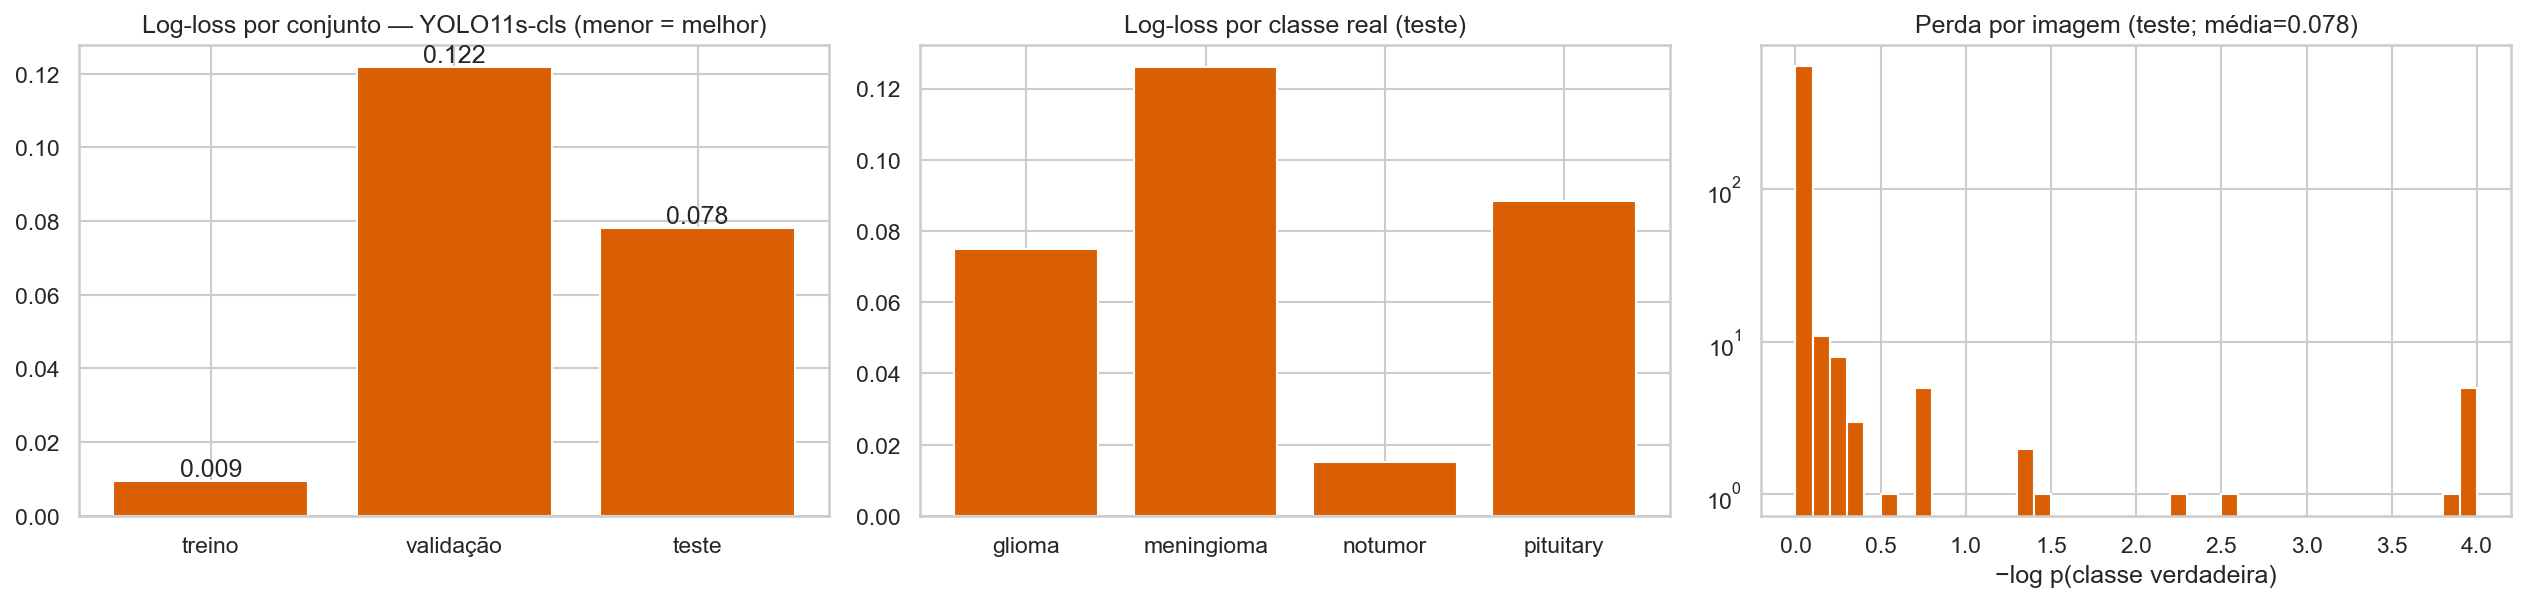 Log-loss por conjunto — YOLO11s-cls (menor = melhor)
0.12
0.10
0.08
0.06
0.04
0.02
0.00
0.009
0.122
0.078
treino validação teste
Log-loss por classe real (teste)
0.12
0.10
0.08
0.06
0.04
0.02
0.00
glioma meningioma notumor pituitary
Perda por imagem (teste; média=0.078)
10²
10¹
10⁰
0.0 0.5 1.0 1.5 2.0 2.5 3.0 3.5 4.0
−log p(classe verdadeira)